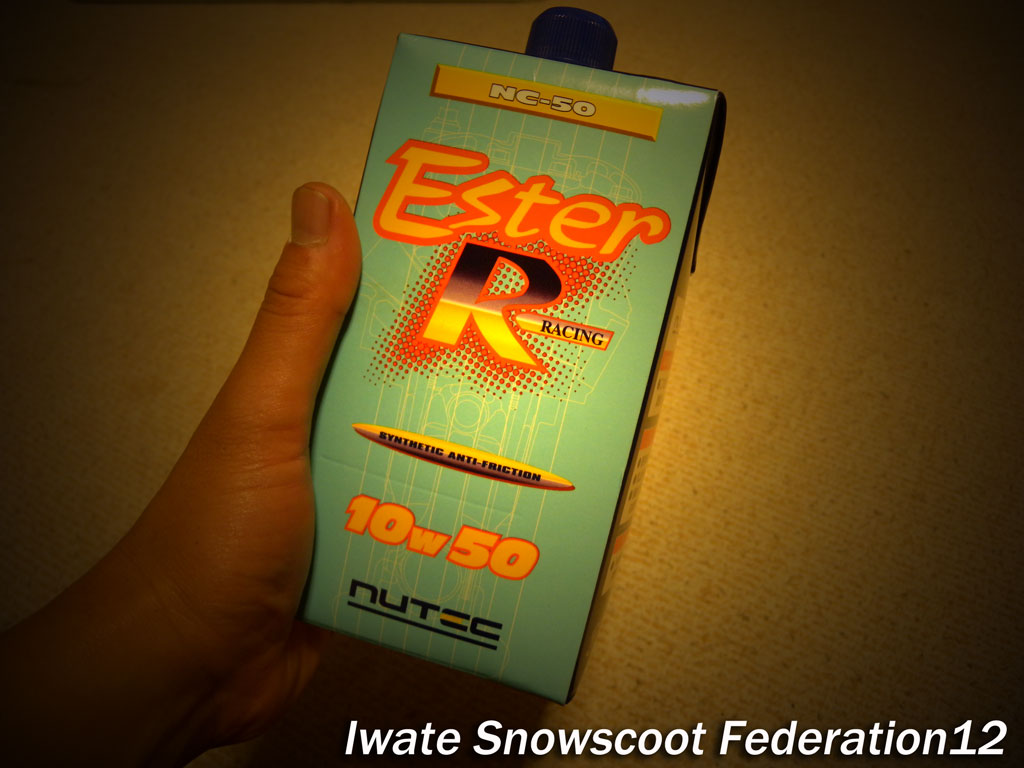 NC-50
Ester
R
RACING
SYNTHETIC ANTI-FRICTION
10W50
NUTEC
Iwate Snowscoot Federation12